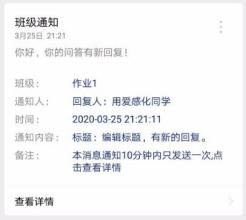 班级通知
3月25日 21:21
你好，你的问答有新回复！
班级： 作业1
通知人： 回复人：用爱感化同学
时间： 2020-03-25 21:21:11
通知内容： 标题：编辑标题，有新的回复。
备注： 本消息通知10分钟内只发送一次,点
击查看详情
查看详情